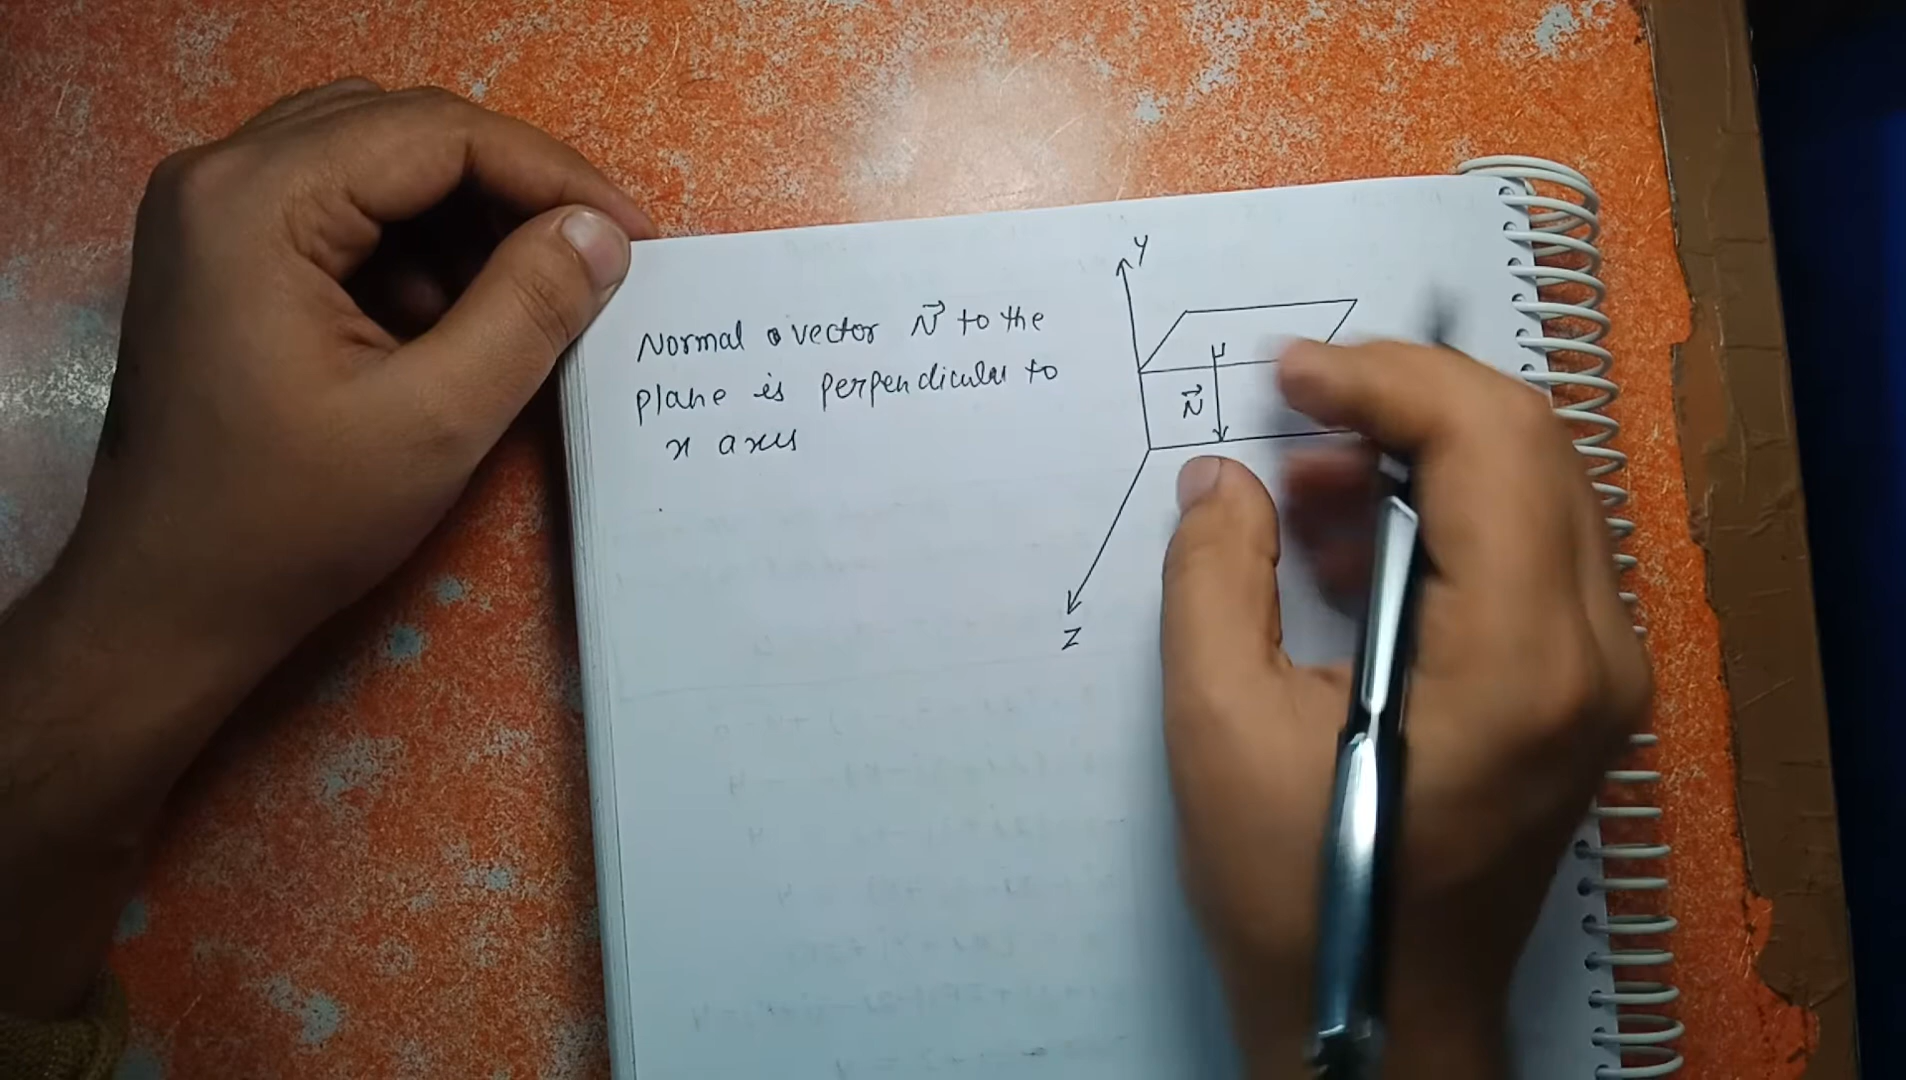 Normal vector N⃗ to the
plane is perpendicular to
x axis
Y
N⃗
Z